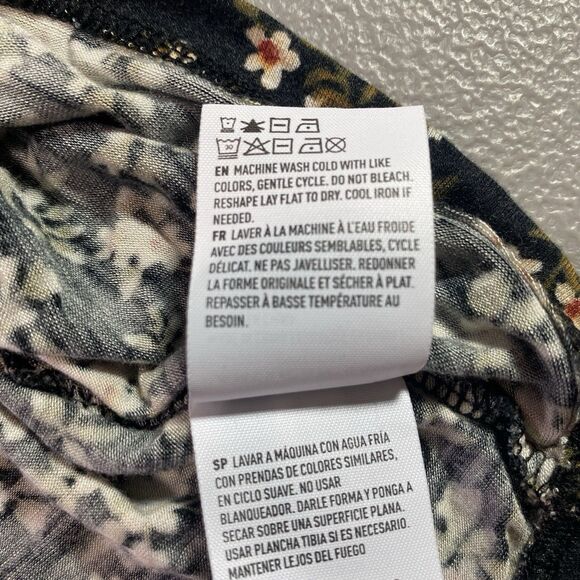 30
EN MACHINE WASH COLD WITH LIKE
COLORS, GENTLE CYCLE. DO NOT BLEACH.
RESHAPE LAY FLAT TO DRY. COOL IRON IF
NEEDED.
FR LAVER À LA MACHINE À L'EAU FROIDE
AVEC DES COULEURS SEMBLABLES, CYCLE
DÉLICAT. NE PAS JAVELLISER. REDONNER
LA FORME ORIGINALE ET SÉCHER À PLAT.
REPASSER À BASSE TEMPÉRATURE AU
BESOIN.
SP LAVAR A MÁQUINA CON AGUA FRÍA
CON PRENDAS DE COLORES SIMILARES,
EN CICLO SUAVE. NO USAR
BLANQUEADOR. DARLE FORMA Y PONGA A
SECAR SOBRE UNA SUPERFICIE PLANA.
USAR PLANCHA TIBIA SI ES NECESARIO.
MANTENER LEJOS DEL FUEGO